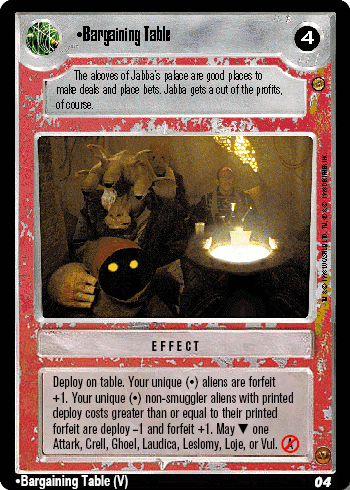 •Bargaining Table
4
The alcoves of Jabba's palace are good places to
make deals and place bets. Jabba gets a cut of the profits,
of course.
EFFECT
Deploy on table. Your unique (•) aliens are forfeit
+1. Your unique (•) non-smuggler aliens with printed
deploy costs greater than or equal to their printed
forfeit are deploy -1 and forfeit +1. May ▼ one
Attark, Crell, Ghoel, Laudica, Leslomy, Loje, or Vul.
•Bargaining Table (V)
04